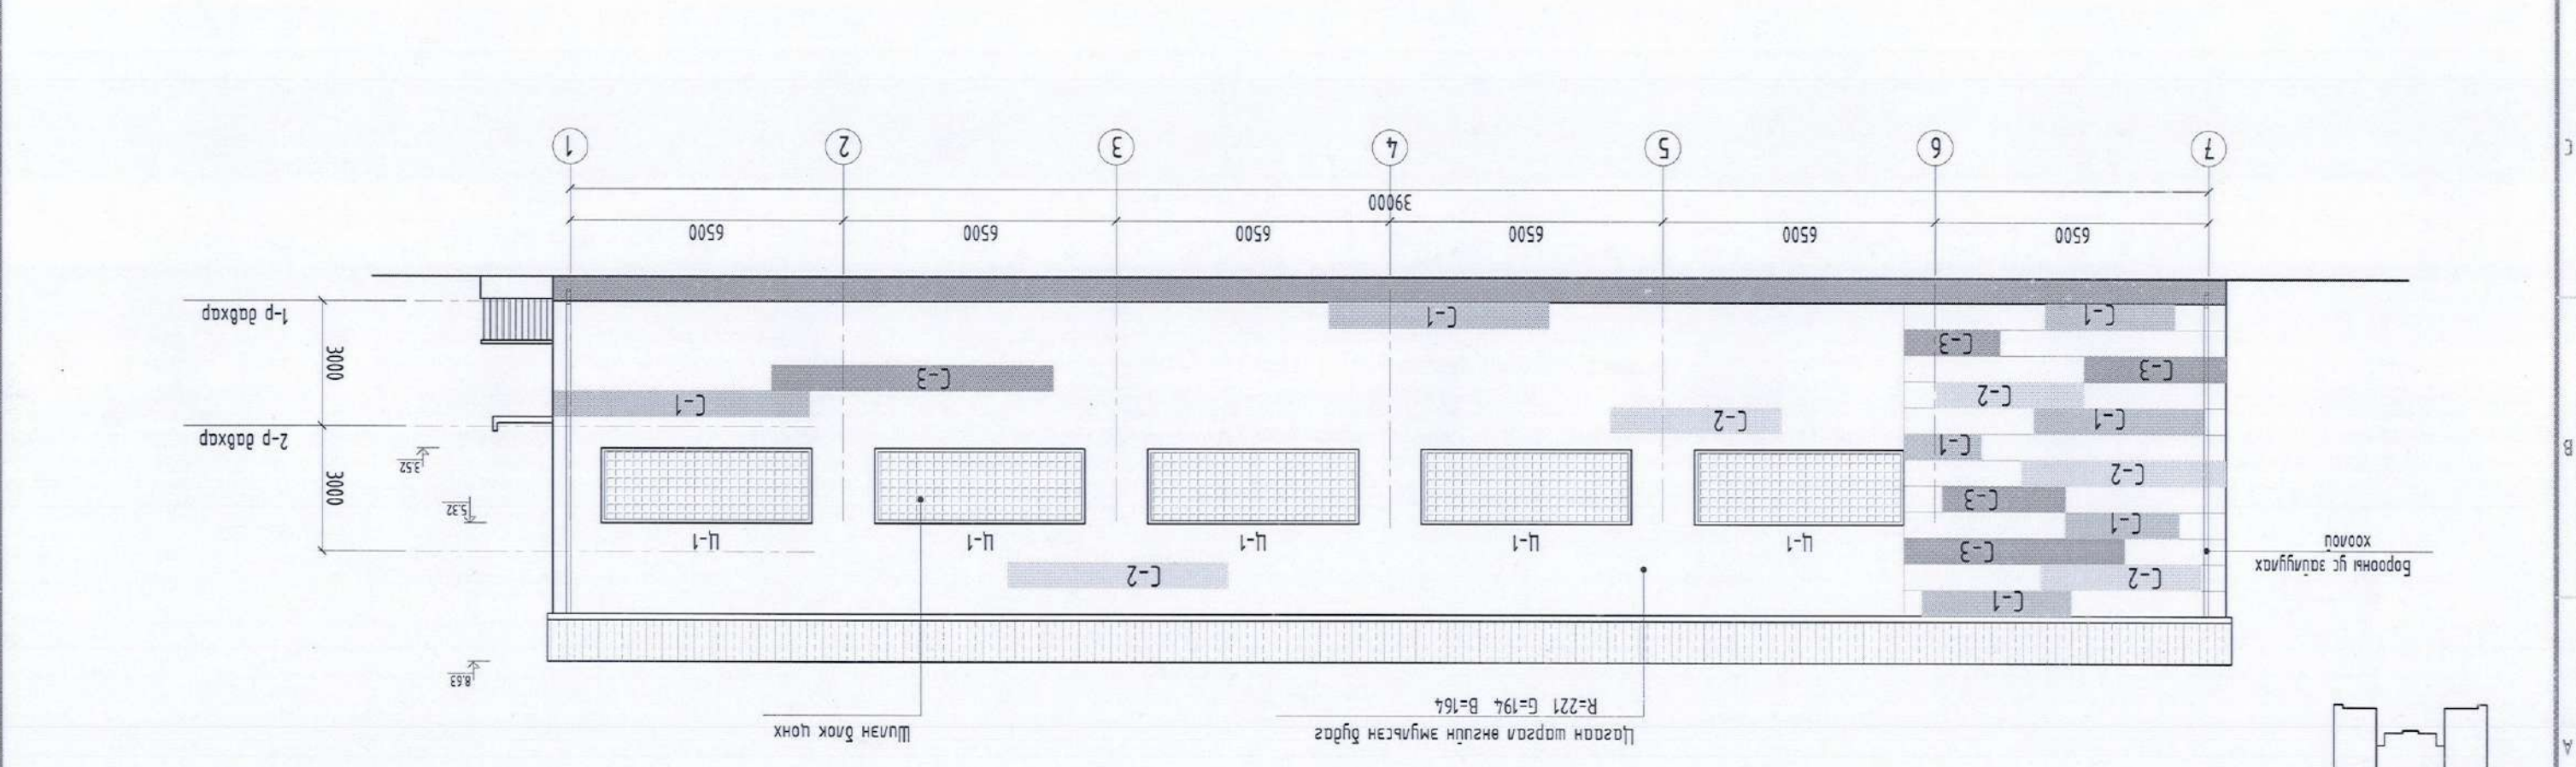 A
Цагаан шаргал өнгийн эмульсэн будаг
R=221 G=194 B=164
Шилэн блок цонх
8.63
C-1
C-2
C-2
Борооны ус зайлуулах
хоолой
C-3
C-1
Ц-1
Ц-1
Ц-1
Ц-1
Ц-1
5.32
C-3
3000
C-2
B
C-1
3.52
2-р давхар
C-1
C-2
C-1
C-2
C-3
C-3
3000
C-3
C-1
C-1
1-р давхар
6500
6500
6500
6500
6500
6500
39000
7
6
5
4
3
2
1
C